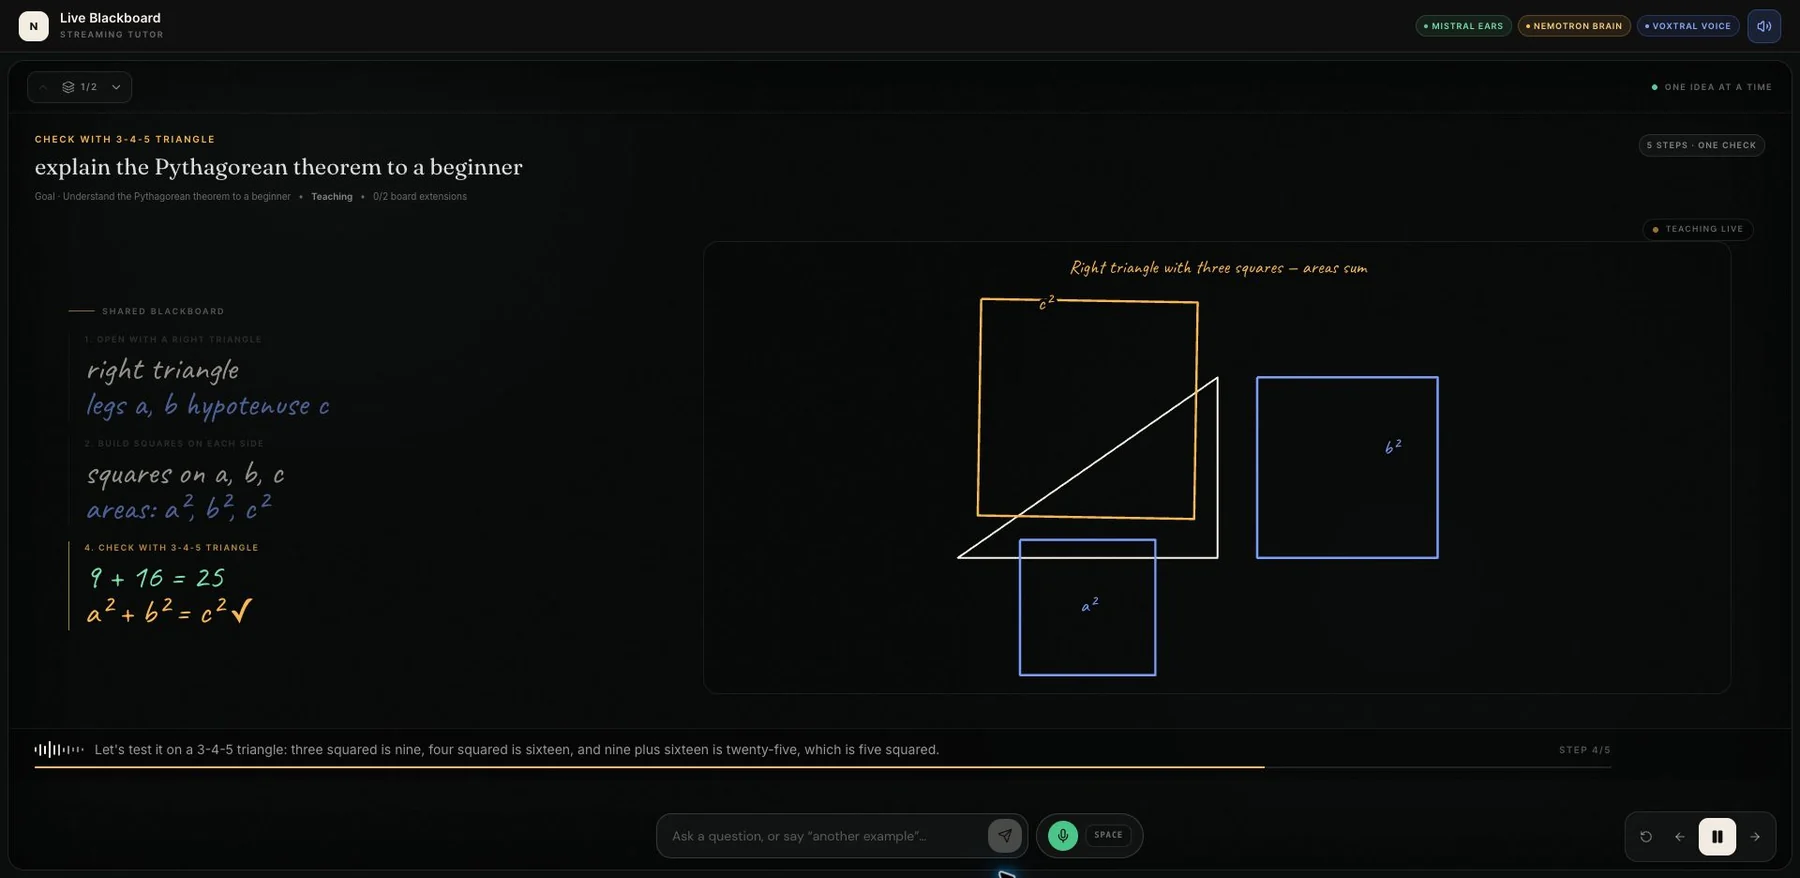 N
Live Blackboard
STREAMING TUTOR
MISTRAL EARS
NEMOTRON BRAIN
VOXTRAL VOICE
1/2
ONE IDEA AT A TIME
CHECK WITH 3-4-5 TRIANGLE
explain the Pythagorean theorem to a beginner
5 STEPS · ONE CHECK
Goal · Understand the Pythagorean theorem to a beginner • Teaching • 0/2 board extensions
TEACHING LIVE
SHARED BLACKBOARD
1. OPEN WITH A RIGHT TRIANGLE
right triangle
legs a, b hypotenuse c
2. BUILD SQUARES ON EACH SIDE
squares on a, b, c
areas: a², b², c²
4. CHECK WITH 3-4-5 TRIANGLE
9 + 16 = 25
a² + b² = c² ✓
Right triangle with three squares — areas sum
c²
b²
a²
Let's test it on a 3-4-5 triangle: three squared is nine, four squared is sixteen, and nine plus sixteen is twenty-five, which is five squared.
STEP 4/5
Ask a question, or say “another example”…
SPACE